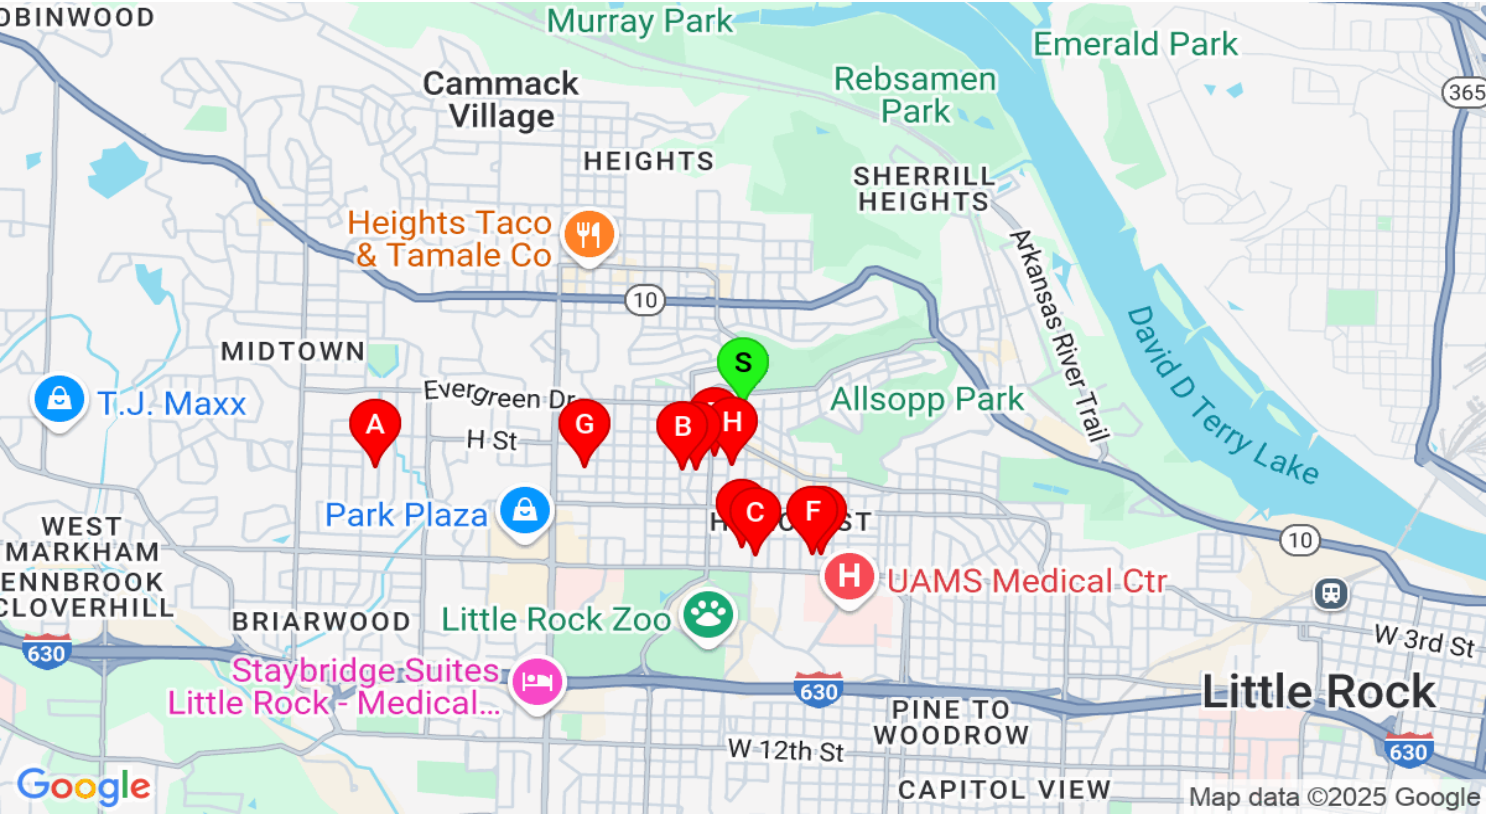 OBINWOOD
Murray Park
Emerald Park
Cammack
Village
Rebsamen
Park
365
HEIGHTS
SHERRILL
HEIGHTS
Heights Taco
& Tamale Co
Arkansas River Trail
10
David D Terry Lake
MIDTOWN
S
Evergreen Dr
T.J. Maxx
Allsopp Park
A
G
B
H
H St
Park Plaza
C
F
WEST
MARKHAM
10
ENNBROOK
CLOVERHILL
H
UAMS Medical Ctr
BRIARWOOD
Little Rock Zoo
W 3rd St
630
Staybridge Suites
Little Rock - Medical...
630
Little Rock
PINE TO
WOODROW
W 12th St
630
CAPITOL VIEW
Google
Map data ©2025 Google